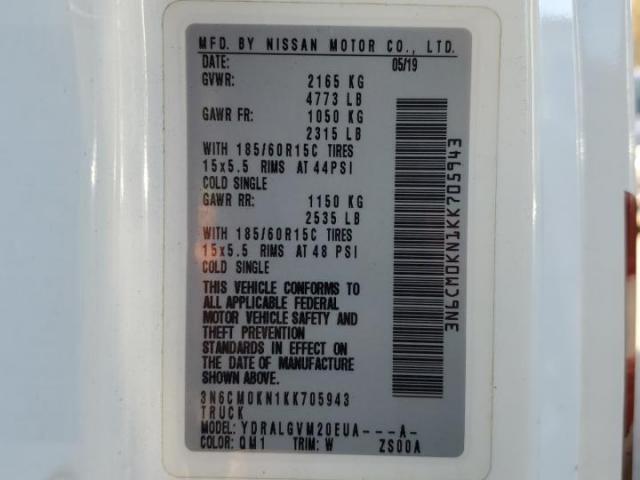 MFD. BY NISSAN MOTOR CO., LTD.
DATE: 05/19
GVWR: 2165 KG
4773 LB
GAWR FR: 1050 KG
2315 LB
WITH 185/60R15C TIRES
15x5.5 RIMS AT 44PSI
COLD SINGLE
GAWR RR: 1150 KG
2535 LB
WITH 185/60R15C TIRES
15x5.5 RIMS AT 48 PSI
COLD SINGLE
THIS VEHICLE CONFORMS TO
ALL APPLICABLE FEDERAL
MOTOR VEHICLE SAFETY AND
THEFT PREVENTION
STANDARDS IN EFFECT ON
THE DATE OF MANUFACTURE
SHOWN ABOVE.
3N6CM0KN1KK705943
TRUCK
MODEL: YDRALGVM20EUA---A-
COLOR: QM1 TRIM: W ZS00A
3N6CM0KN1KK705943